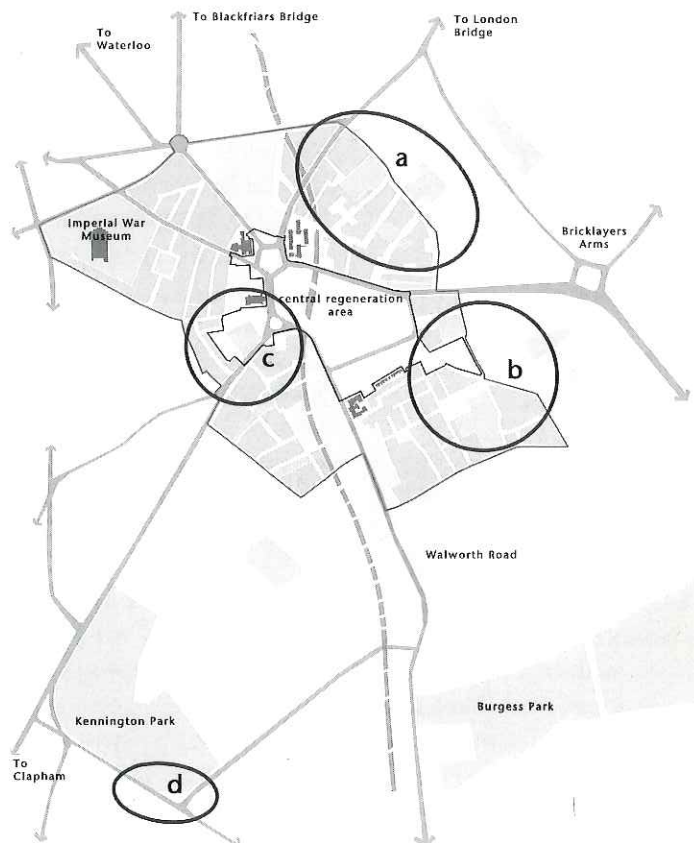 To Blackfriars Bridge
To London
Bridge
To
Waterloo
a
Imperial War
Museum
Bricklayers
Arms
central regeneration
area
c
b
Walworth Road
Burgess Park
Kennington Park
To
Clapham
d